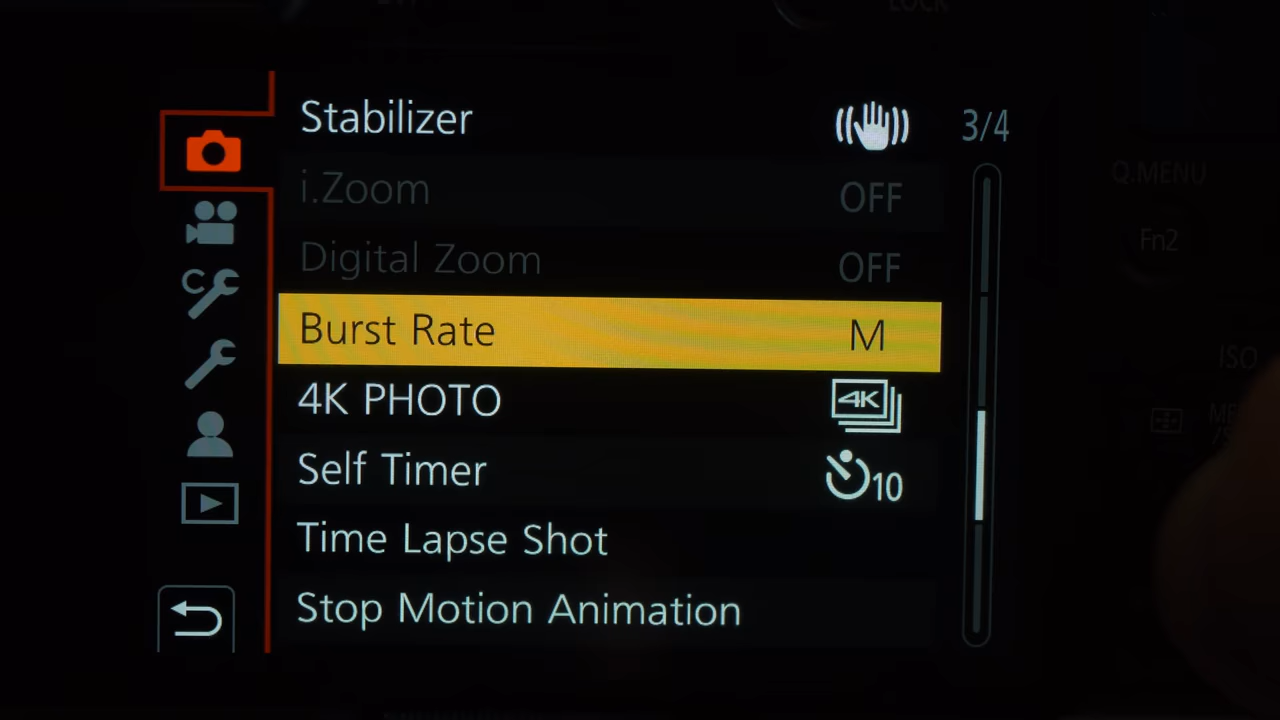 LOCK
Stabilizer
3/4
i.Zoom OFF
Digital Zoom OFF
Burst Rate M
4K PHOTO 4K
Self Timer 10
Time Lapse Shot
Stop Motion Animation
C
Q.MENU
Fn2
ISO